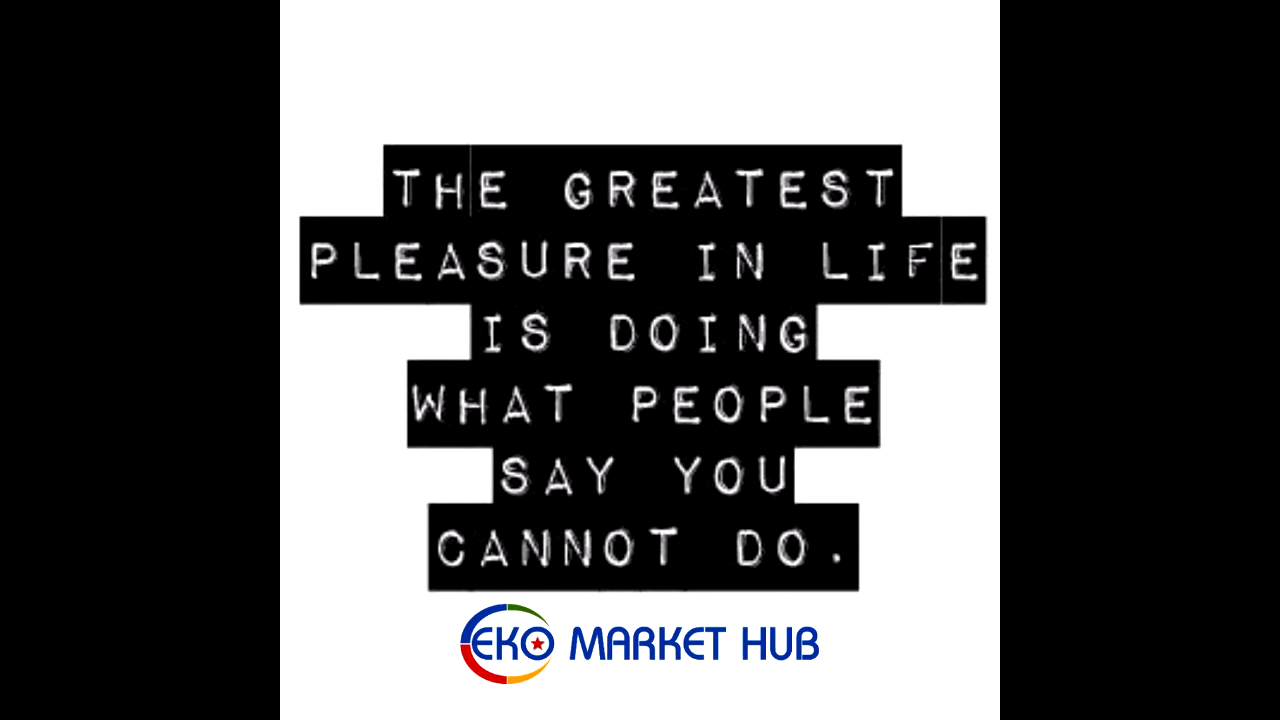 THE GREATEST
PLEASURE IN LIFE
IS DOING
WHAT PEOPLE
SAY YOU
CANNOT DO.
EKO MARKET HUB